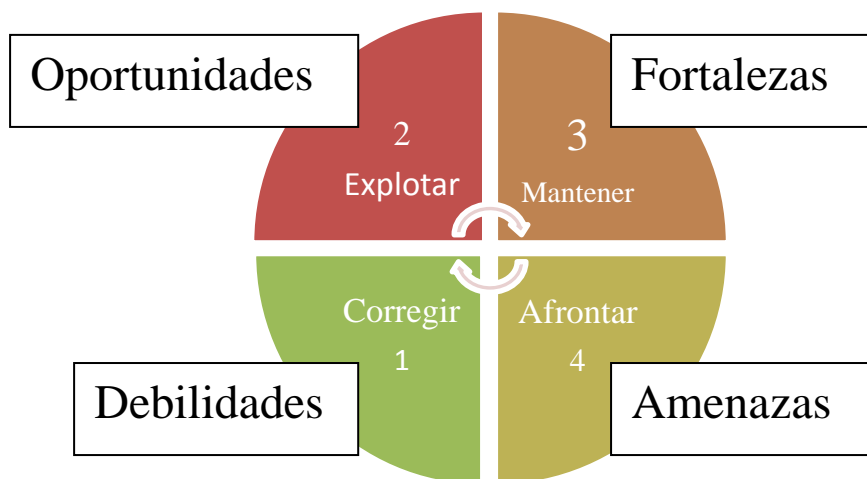 Oportunidades
2
Explotar
Fortalezas
3
Mantener
Corregir
1
Debilidades
Afrontar
4
Amenazas